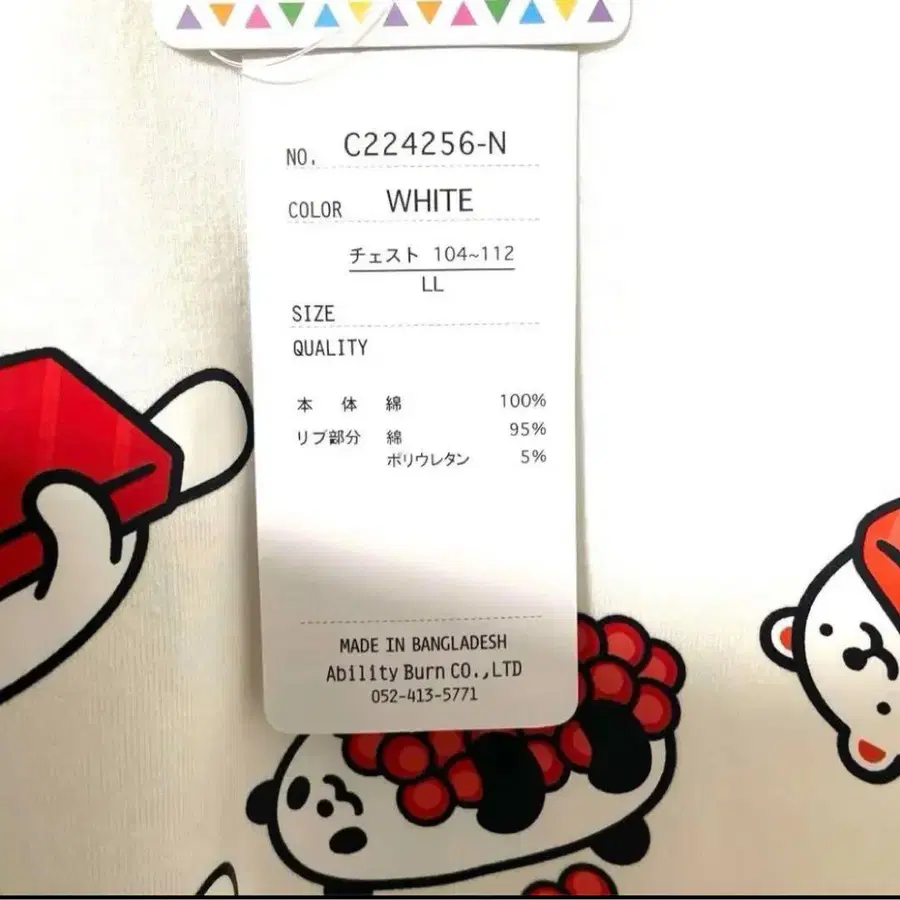 NO. C224256-N
COLOR WHITE
チェスト 104~112
LL
SIZE
QUALITY
本 体 綿 100%
リブ部分 綿 95%
ポリウレタン 5%
MADE IN BANGLADESH
Ability Burn CO.,LTD
052-413-5771